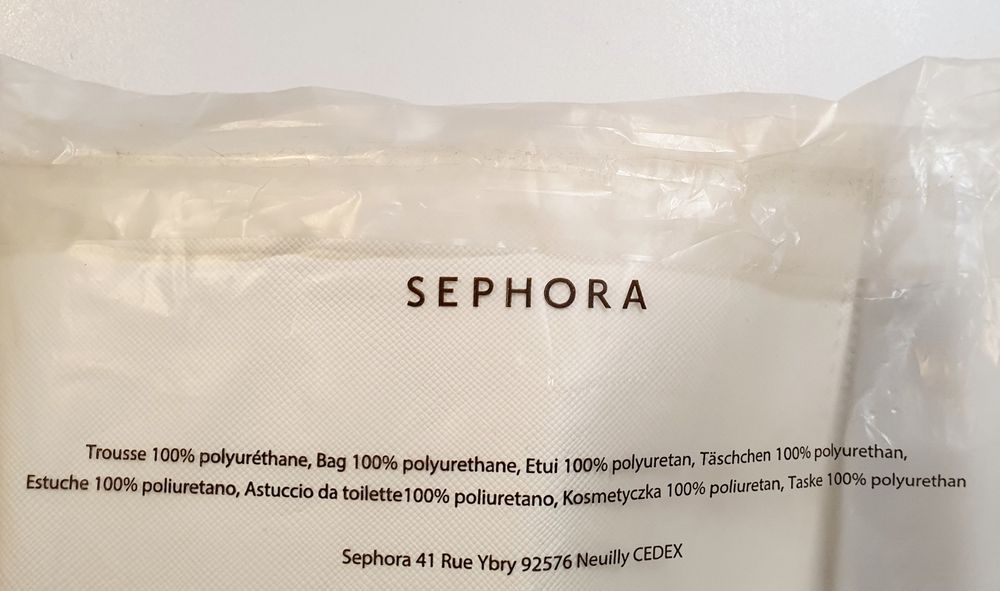 SEPHORA
Trousse 100% polyuréthane, Bag 100% polyurethane, Etui 100% polyuretan, Täschchen 100% polyurethan,
Estuche 100% poliuretano, Astuccio da toilette100% poliuretano, Kosmetyczka 100% poliuretan, Taske 100% polyurethan
Sephora 41 Rue Ybry 92576 Neuilly CEDEX